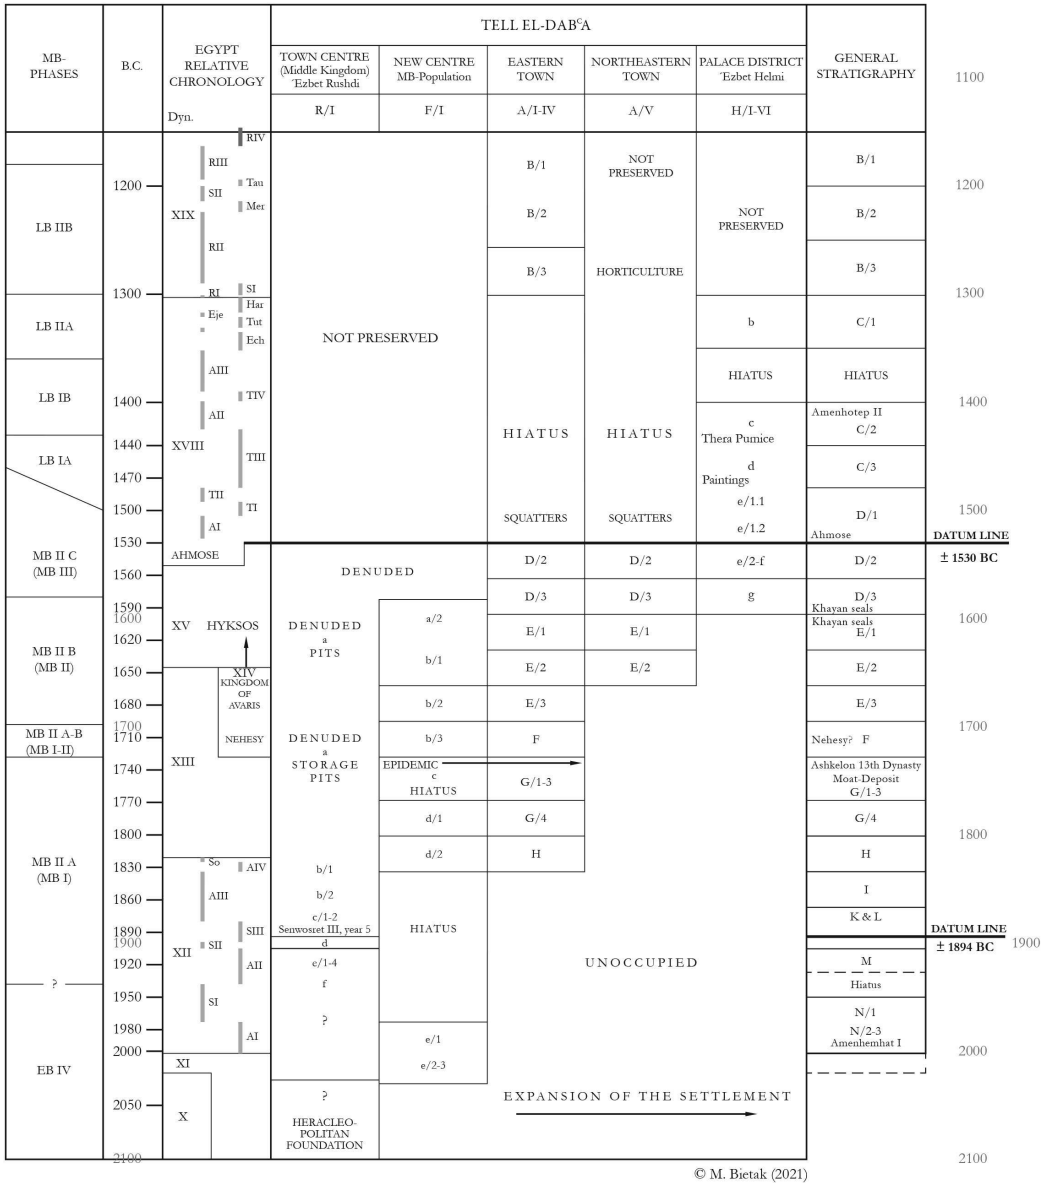 TELL EL-DABᶜA
MB-
PHASES
B.C.
EGYPT
RELATIVE
CHRONOLOGY
Dyn.
TOWN CENTRE
(Middle Kingdom)
ʿEzbet Rushdi
R/I
NEW CENTRE
MB-Population
F/I
EASTERN
TOWN
A/I-IV
NORTHEASTERN
TOWN
A/V
PALACE DISTRICT
ʿEzbet Helmi
H/I-VI
GENERAL
STRATIGRAPHY
LB IIB
LB IIA
LB IB
LB IA
MB II C
(MB III)
MB II B
(MB II)
MB II A-B
(MB I-II)
MB II A
(MB I)
?
EB IV
1200
1300
1400
1440
1470
1500
1530
1560
1590
1600
1620
1650
1680
1700
1710
1740
1770
1800
1830
1860
1890
1900
1920
1950
1980
2000
2050
2100
RIV
RIII
Tau
SII
Mer
XIX
RII
SI
RI
Har
Eje
Tut
Ech
AIII
TIV
AII
XVIII
TIII
TII
TI
AI
AHMOSE
XV
HYKSOS
XIV
KINGDOM
OF
AVARIS
NEHESY
XIII
So
AIV
AIII
SIII
SII
XII
AII
SI
AI
XI
X
NOT PRESERVED
DENUDED
DENUDED
a
PITS
DENUDED
a
STORAGE
PITS
b/1
b/2
c/1-2
Senwosret III, year 5
d
e/1-4
f
?
?
HERACLEO-
POLITAN
FOUNDATION
a/2
b/1
b/2
b/3
EPIDEMIC
c
HIATUS
d/1
d/2
HIATUS
e/1
e/2-3
B/1
B/2
B/3
HIATUS
SQUATTERS
D/2
D/3
E/1
E/2
E/3
F
G/1-3
G/4
H
NOT
PRESERVED
HORTICULTURE
HIATUS
SQUATTERS
D/2
D/3
E/1
E/2
UNOCCUPIED
EXPANSION OF THE SETTLEMENT
NOT
PRESERVED
b
HIATUS
c
Thera Pumice
d
Paintings
e/1.1
e/1.2
e/2-f
g
B/1
B/2
B/3
C/1
HIATUS
Amenhotep II
C/2
C/3
D/1
Ahmose
D/2
D/3
Khayan seals
Khayan seals
E/1
E/2
E/3
Nehesy? F
Ashkelon 13th Dynasty
Moat-Deposit
G/1-3
G/4
H
I
K & L
M
Hiatus
N/1
N/2-3
Amenhemhat I
1100
1200
1300
1400
1500
DATUM LINE
± 1530 BC
1600
1700
1800
DATUM LINE
± 1894 BC
1900
2000
2100
© M. Bietak (2021)